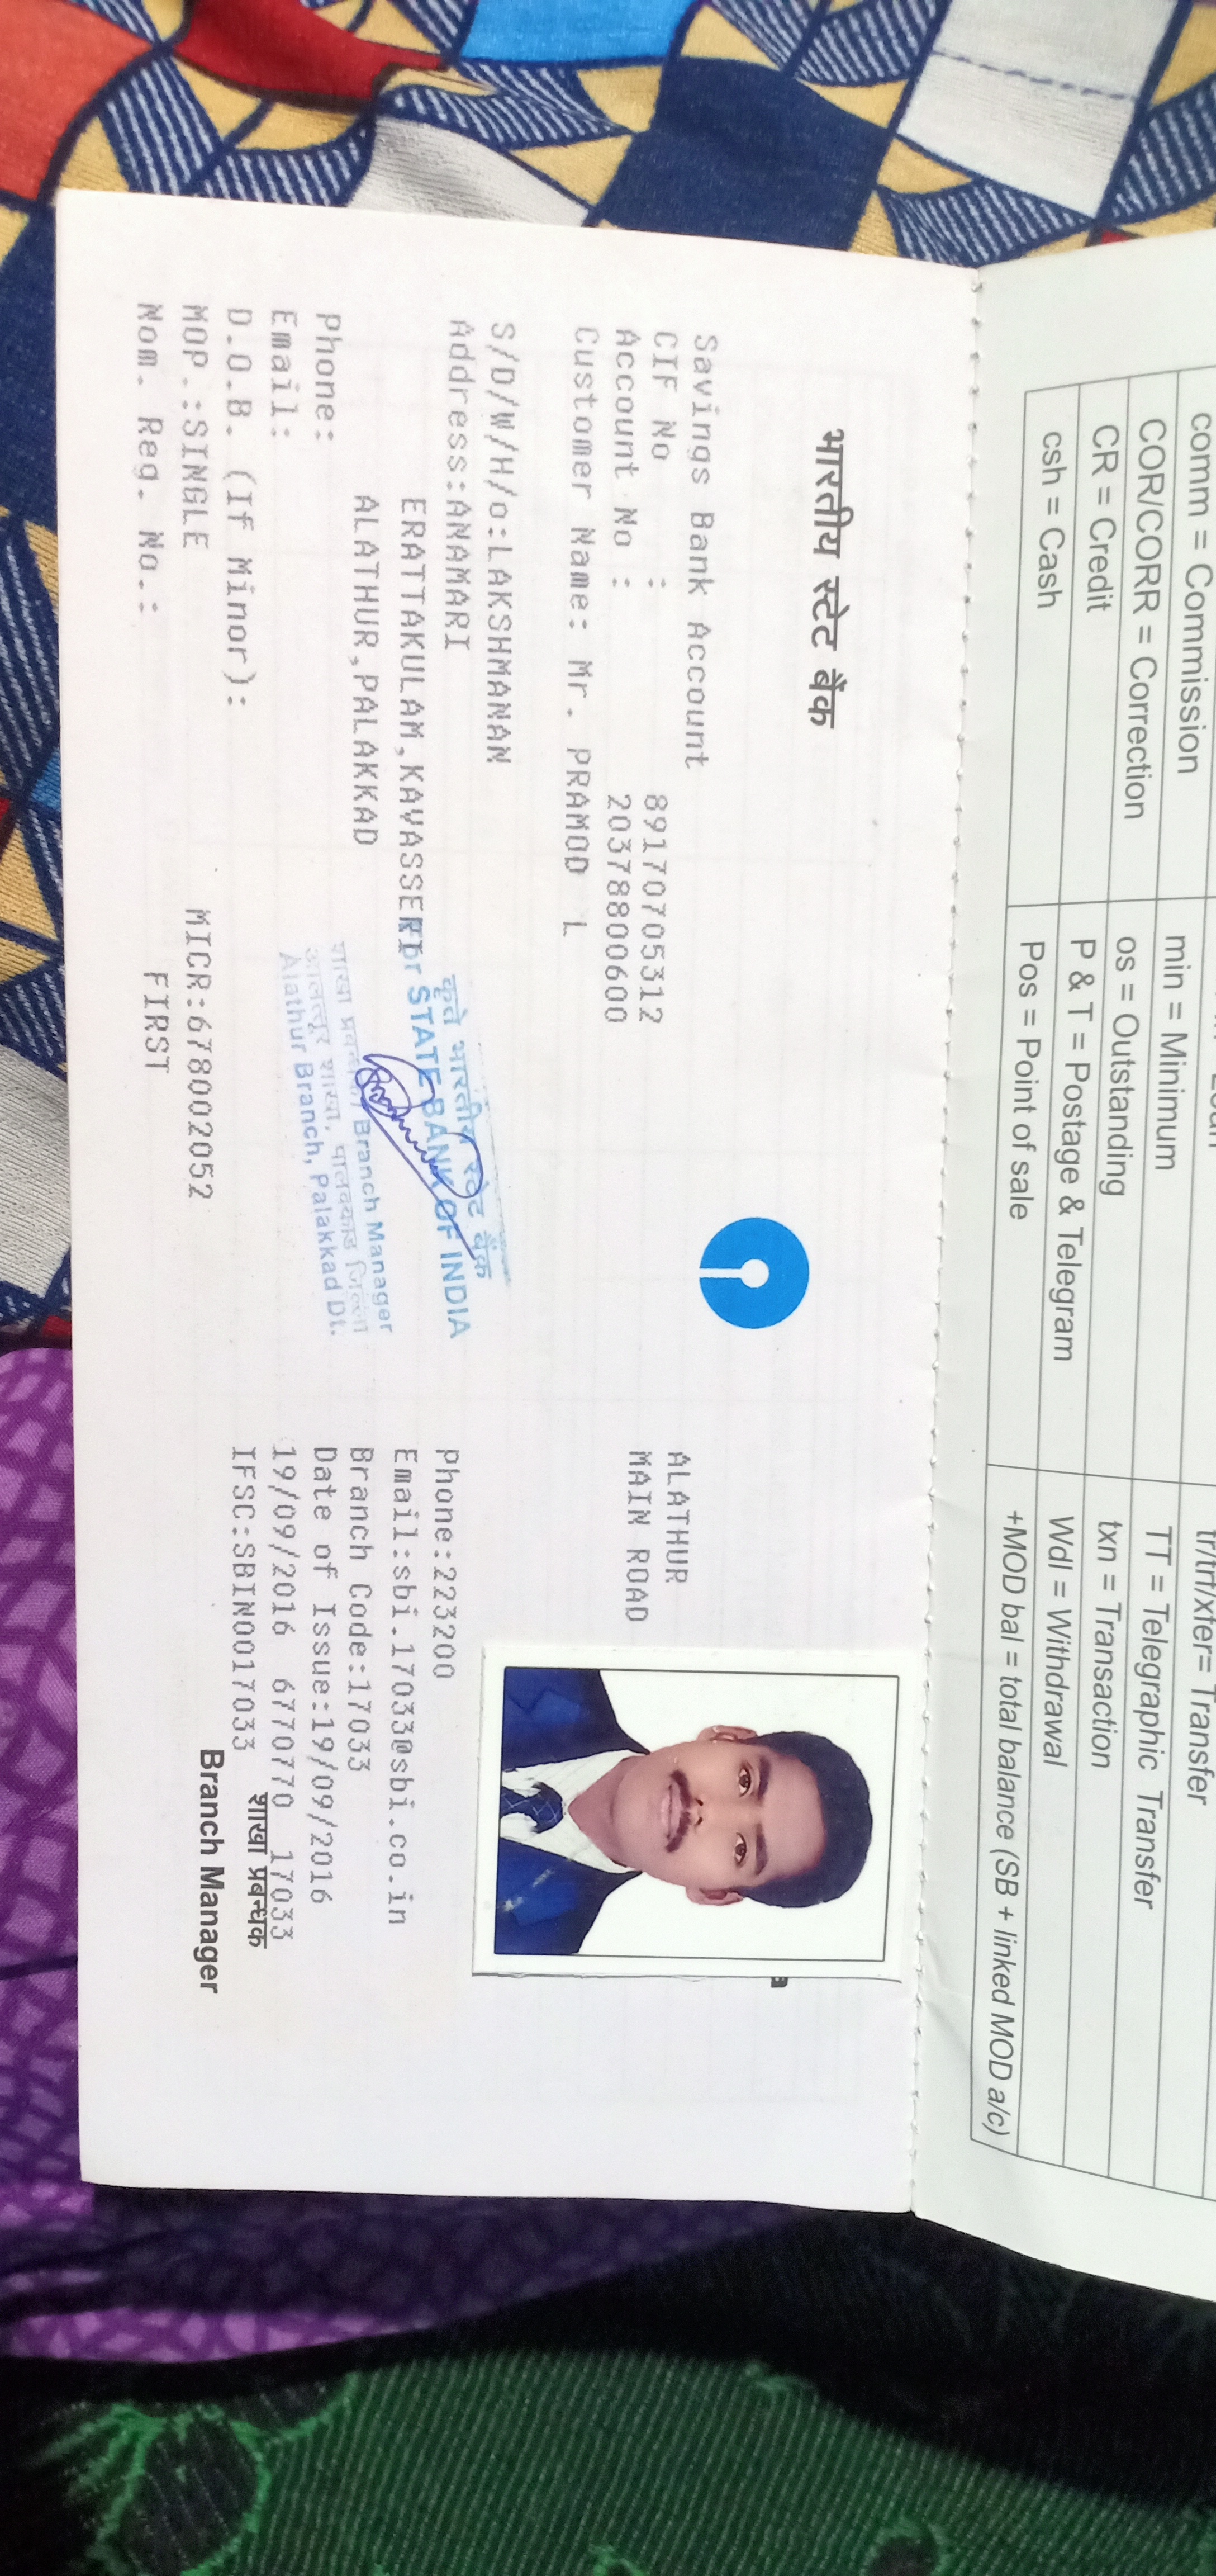 comm = Commission
min = Minimum
tr/trf/xfer= Transfer
COR/CORR = Correction
os = Outstanding
TT = Telegraphic Transfer
CR = Credit
P & T = Postage & Telegram
txn = Transaction
csh = Cash
Pos = Point of sale
Wdl = Withdrawal
+MOD bal = total balance (SB + linked MOD a/c)
भारतीय स्टेट बैंक
Savings Bank Account
CIF No : 89170705312
Account No : 20378800600
Customer Name: Mr. PRAMOD L
S/D/W/H/o:LAKSHMANAN
Address:ANAMARI
ERATTAKULAM,KAVASSERI
ALATHUR,PALAKKAD
Phone:
Email:
D.O.B. (If Minor):
MOP.:SINGLE
Nom. Reg. No.:
MICR:678002052
FIRST
कृते भारतीय स्टेट बैंक
For STATE BANK OF INDIA
Branch Manager
Alathur Branch, Palakkad Dt.
ALATHUR
MAIN ROAD
Phone:223200
Email:sbi.17033@sbi.co.in
Branch Code:17033
Date of Issue:19/09/2016
19/09/2016 6770770 17033
IFSC:SBIN0017033
शाखा प्रबन्धक
Branch Manager